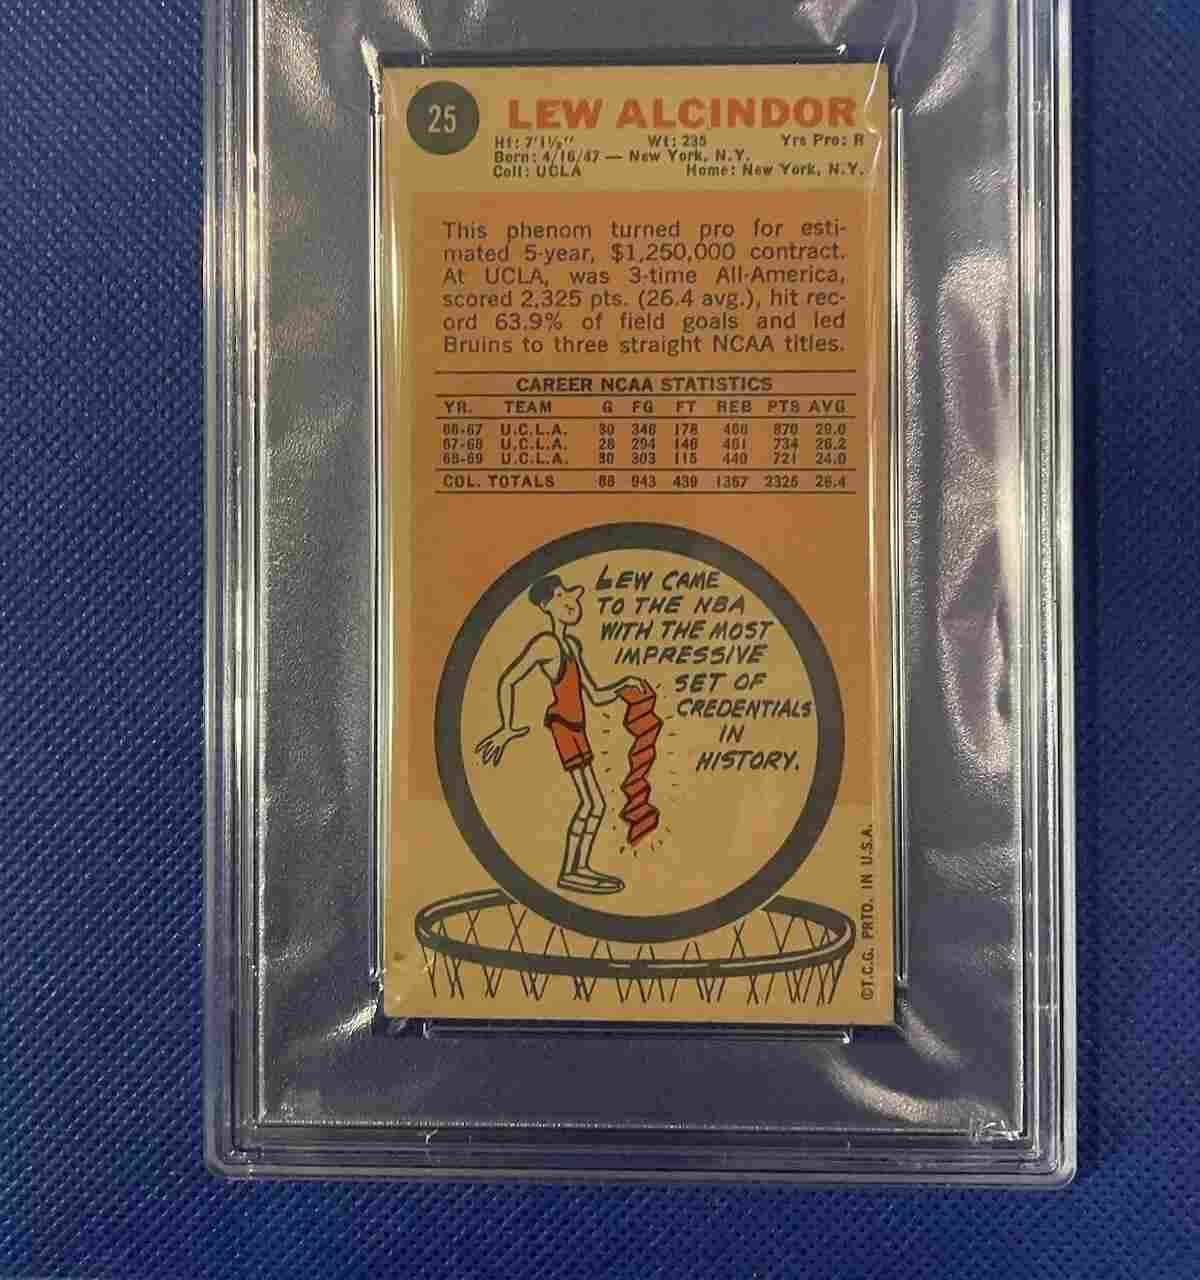 25
LEW ALCINDOR
Ht: 7'1½" Wt: 235 Yrs Pro: R
Born: 4/16/47 — New York, N.Y.
Coll: UCLA Home: New York, N.Y.
This phenom turned pro for esti-
mated 5-year, $1,250,000 contract.
At UCLA, was 3-time All-America,
scored 2,325 pts. (26.4 avg.), hit rec-
ord 63.9% of field goals and led
Bruins to three straight NCAA titles.
CAREER NCAA STATISTICS
YR. TEAM G FG FT REB PTS AVG
66-67 U.C.L.A. 30 346 178 466 870 29.0
67-68 U.C.L.A. 28 294 146 461 734 26.2
68-69 U.C.L.A. 30 303 115 440 721 24.0
COL. TOTALS 88 943 439 1367 2325 26.4
LEW CAME
TO THE NBA
WITH THE MOST
IMPRESSIVE
SET OF
CREDENTIALS
IN
HISTORY.
©T.C.G. PRTD. IN U.S.A.